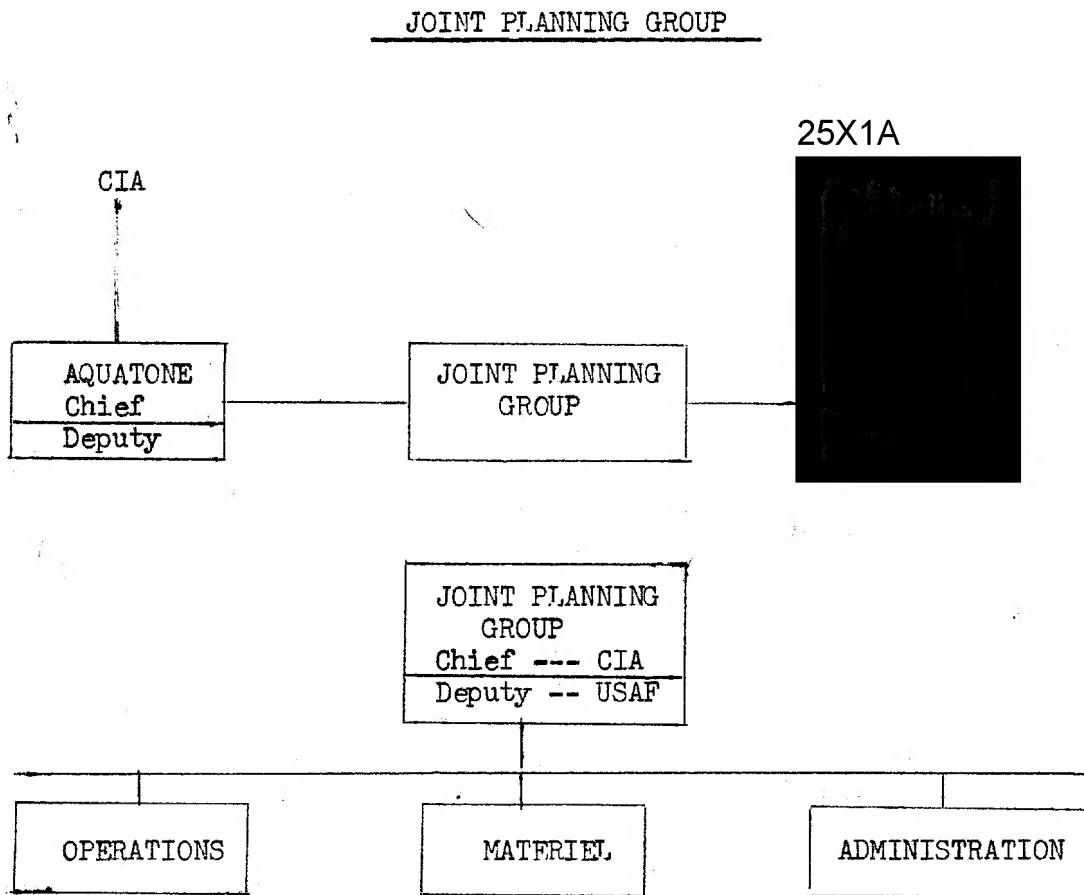 JOINT PLANNING GROUP
25X1A
CIA
AQUATONE
Chief
Deputy
JOINT PLANNING
GROUP
JOINT PLANNING
GROUP
Chief --- CIA
Deputy -- USAF
OPERATIONS
MATERIEL
ADMINISTRATION